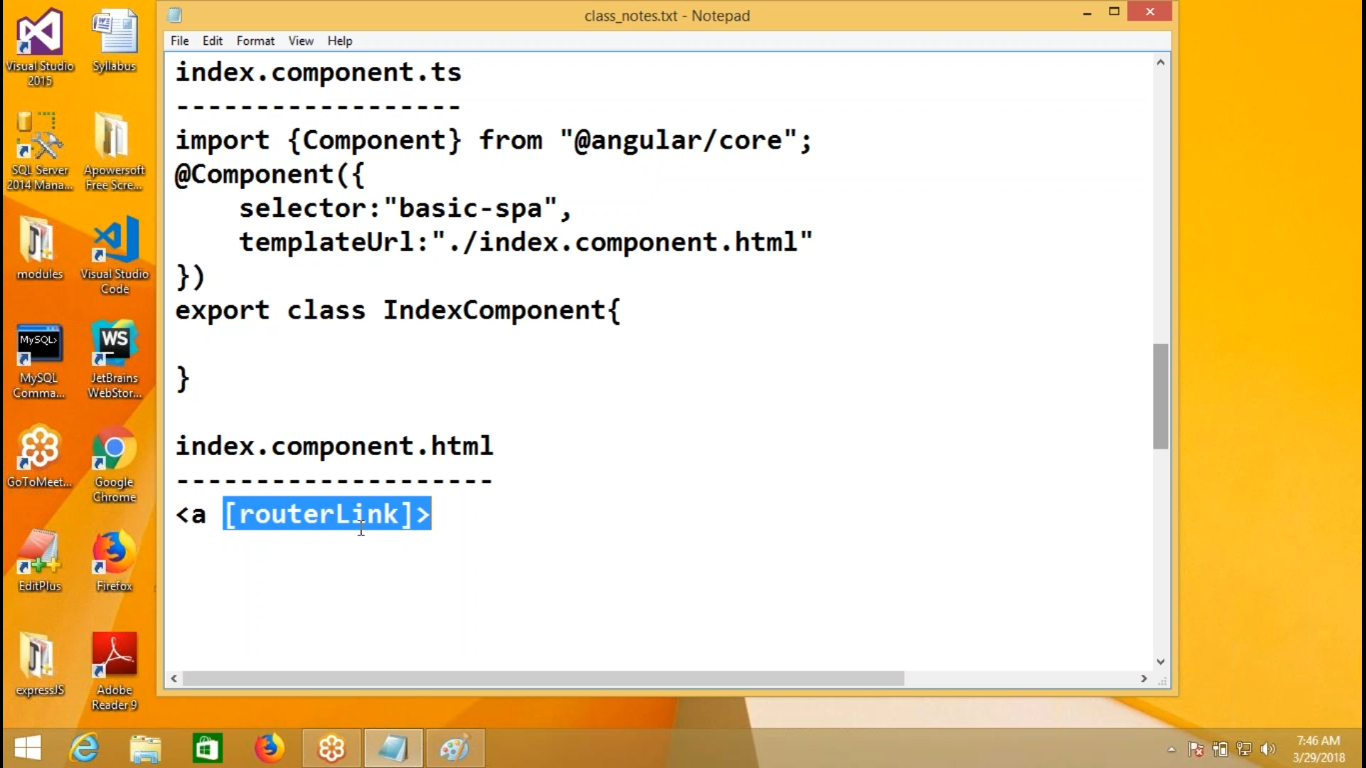 class_notes.txt - Notepad
File Edit Format View Help
index.component.ts
------------------
import {Component} from "@angular/core";
@Component({
    selector:"basic-spa",
    templateUrl:"./index.component.html"
})
export class IndexComponent{
}
index.component.html
--------------------
<a [routerLink]>
Visual Studio 2015
Syllabus
SQL Server 2014 Mana...
Apowersoft Free Scre...
modules
Visual Studio Code
MySQL>
MySQL Comma...
WS
JetBrains WebStor...
GoToMeet...
Google Chrome
EditPlus
Firefox
expressJS
Adobe Reader 9
7:46 AM
3/29/2018